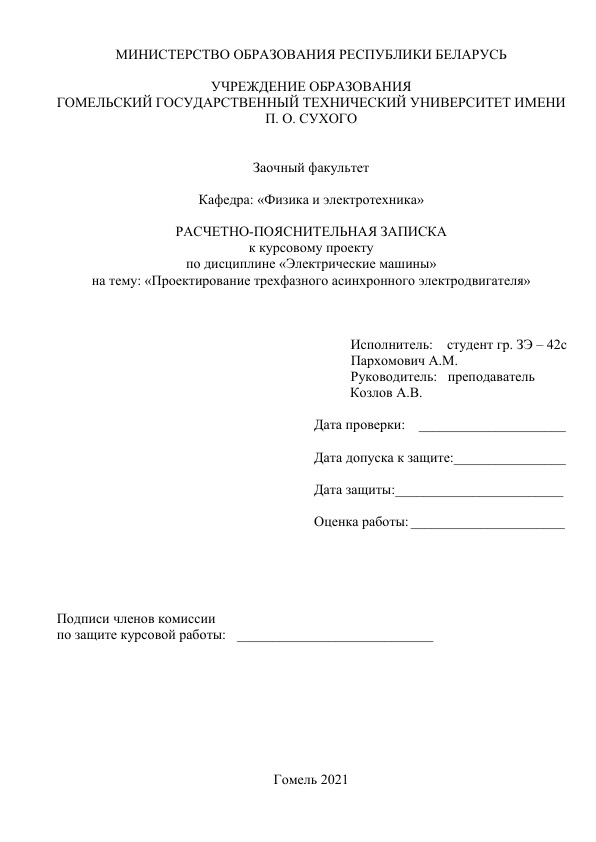 МИНИСТЕРСТВО ОБРАЗОВАНИЯ РЕСПУБЛИКИ БЕЛАРУСЬ
УЧРЕЖДЕНИЕ ОБРАЗОВАНИЯ
ГОМЕЛЬСКИЙ ГОСУДАРСТВЕННЫЙ ТЕХНИЧЕСКИЙ УНИВЕРСИТЕТ ИМЕНИ
П. О. СУХОГО
Заочный факультет
Кафедра: «Физика и электротехника»
РАСЧЕТНО-ПОЯСНИТЕЛЬНАЯ ЗАПИСКА
к курсовому проекту
по дисциплине «Электрические машины»
на тему: «Проектирование трехфазного асинхронного электродвигателя»
Исполнитель: студент гр. ЗЭ – 42с
Пархомович А.М.
Руководитель: преподаватель
Козлов А.В.
Дата проверки: _____________________
Дата допуска к защите:________________
Дата защиты:________________________
Оценка работы:______________________
Подписи членов комиссии
по защите курсовой работы: ____________________________
Гомель 2021